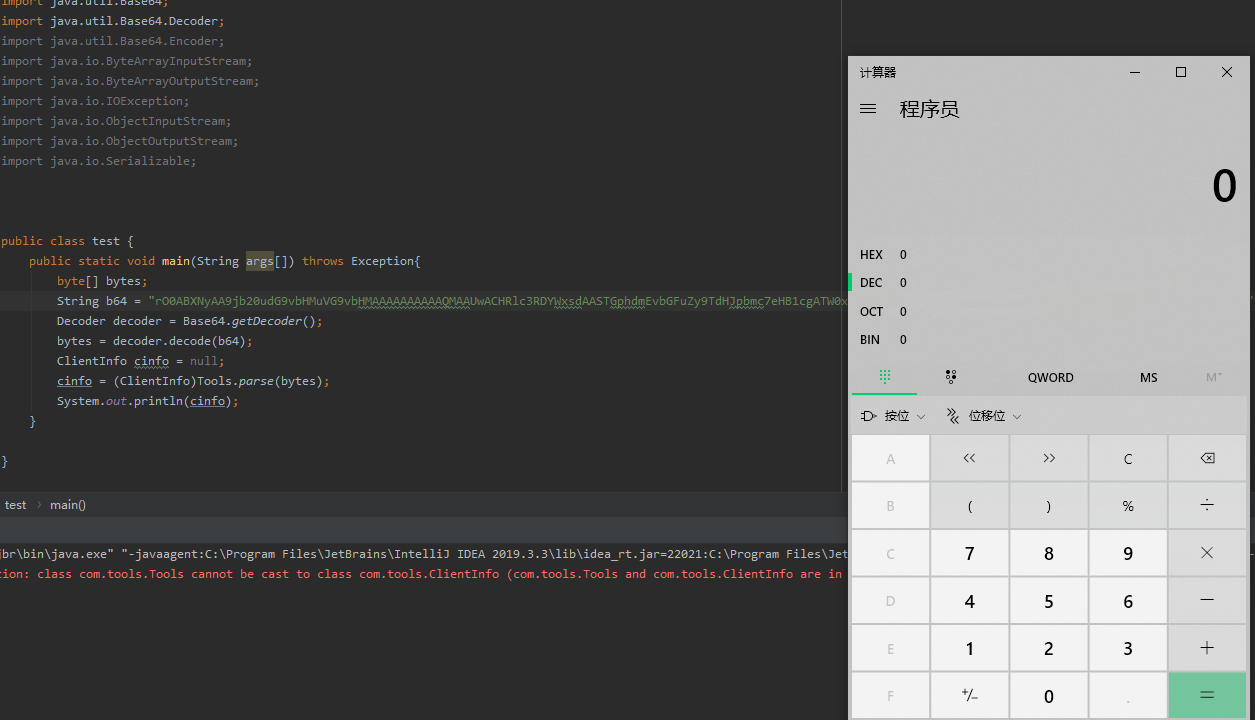 import java.util.Base64;
import java.util.Base64.Decoder;
import java.util.Base64.Encoder;
import java.io.ByteArrayInputStream;
import java.io.ByteArrayOutputStream;
import java.io.IOException;
import java.io.ObjectInputStream;
import java.io.ObjectOutputStream;
import java.io.Serializable;
public class test {
public static void main(String args[]) throws Exception{
byte[] bytes;
String b64 = "rO0ABXNyAA9jb20udG9vbHMuVG9vbHMAAAAAAAAAAQMAAUwACHRlc3RDYWxsdAASTGphdmEvbGFuZy9TdHJpbmc7eHB1cgATW0x
Decoder decoder = Base64.getDecoder();
bytes = decoder.decode(b64);
ClientInfo cinfo = null;
cinfo = (ClientInfo)Tools.parse(bytes);
System.out.println(cinfo);
}
}
test › main()
jbr\bin\java.exe" "-javaagent:C:\Program Files\JetBrains\IntelliJ IDEA 2019.3.3\lib\idea_rt.jar=22021:C:\Program Files\Jet
tion: class com.tools.Tools cannot be cast to class com.tools.ClientInfo (com.tools.Tools and com.tools.ClientInfo are in
计算器
程序员
0
HEX 0
DEC 0
OCT 0
BIN 0
QWORD MS M˅
按位 位移位
A << >> C
B ( ) % ÷
C 7 8 9 ×
D 4 5 6 −
E 1 2 3 +
F +/− 0 . =